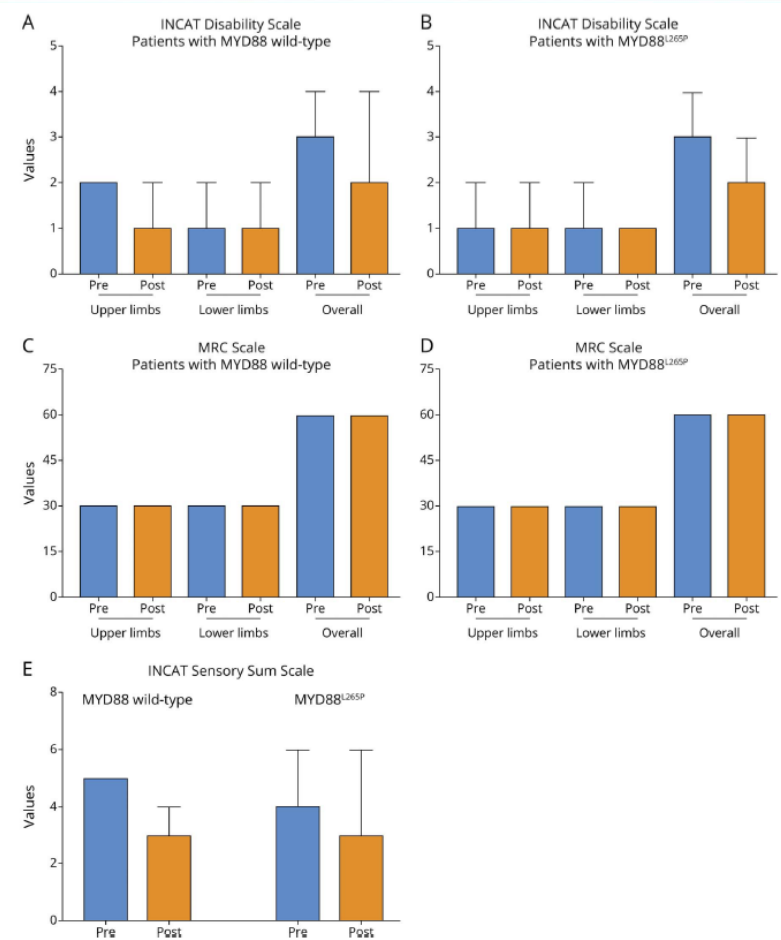 A
INCAT Disability Scale
Patients with MYD88 wild-type
5
4
3
2
1
0
Values
Pre Post Pre Post Pre Post
Upper limbs Lower limbs Overall
B
INCAT Disability Scale
Patients with MYD88L265P
5
4
3
2
1
0
Pre Post Pre Post Pre Post
Upper limbs Lower limbs Overall
C
MRC Scale
Patients with MYD88 wild-type
75
60
45
30
15
0
Values
Pre Post Pre Post Pre Post
Upper limbs Lower limbs Overall
D
MRC Scale
Patients with MYD88L265P
75
60
45
30
15
0
Pre Post Pre Post Pre Post
Upper limbs Lower limbs Overall
E
INCAT Sensory Sum Scale
MYD88 wild-type MYD88L265P
8
6
4
2
0
Values
Pre Post Pre Post